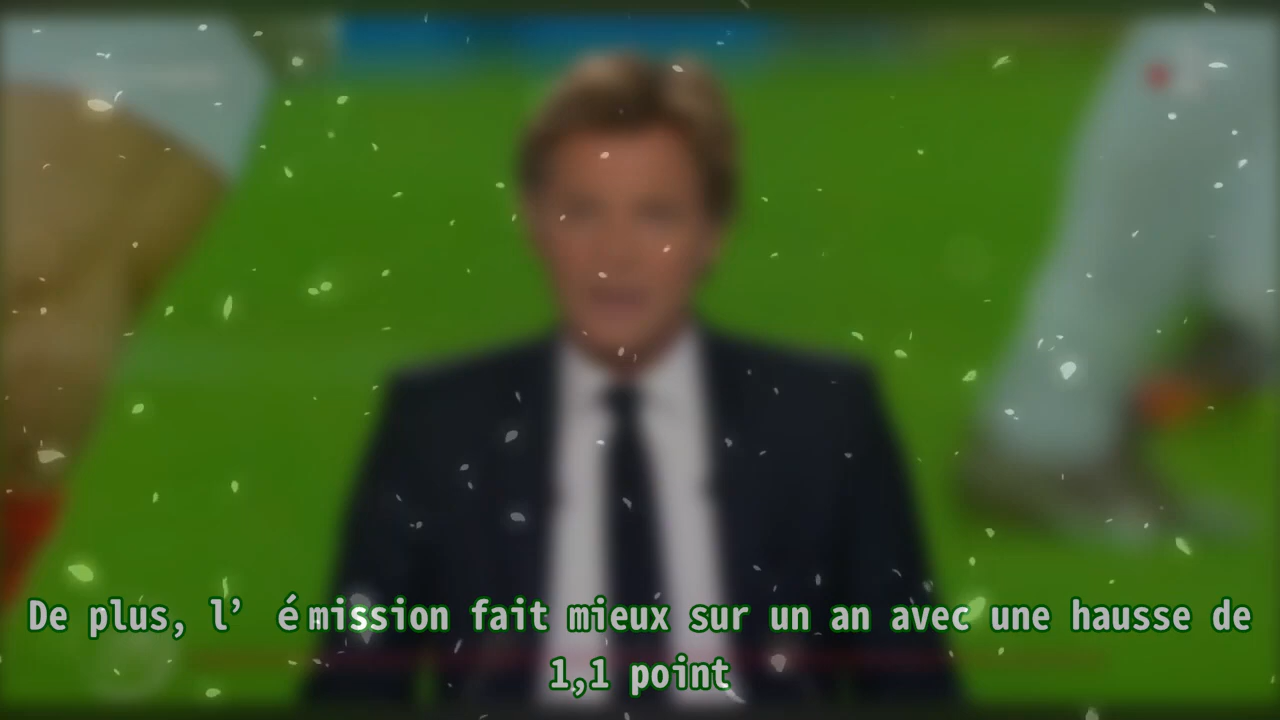 De plus, l’ émission fait mieux sur un an avec une hausse de
1,1 point